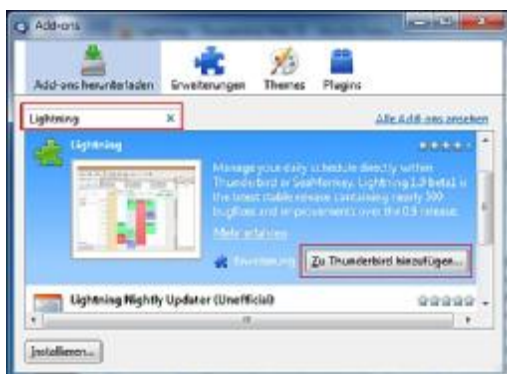 Add-ons
Add-ons herunterladen
Erweiterungen
Themes
Plugins
Lightning
Alle Add-ons ansehen
Lightning
Manage your daily schedule directly within
Thunderbird or SeaMonkey. Lightning 1.0 beta1 is
the latest stable release containing nearly 300
bugfixes and improvements over the 0.9 release.
Mehr erfahren
Erweiterung
Zu Thunderbird hinzufügen...
Lightning Nightly Updater (Unofficial)
Installieren...